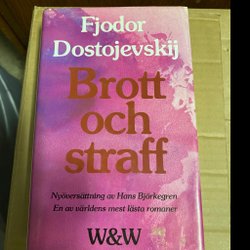 Fjodor
Dostojevskij
Brott
och
straff
Nyöversättning av Hans Björkegren
En av världens mest lästa romaner
W&W